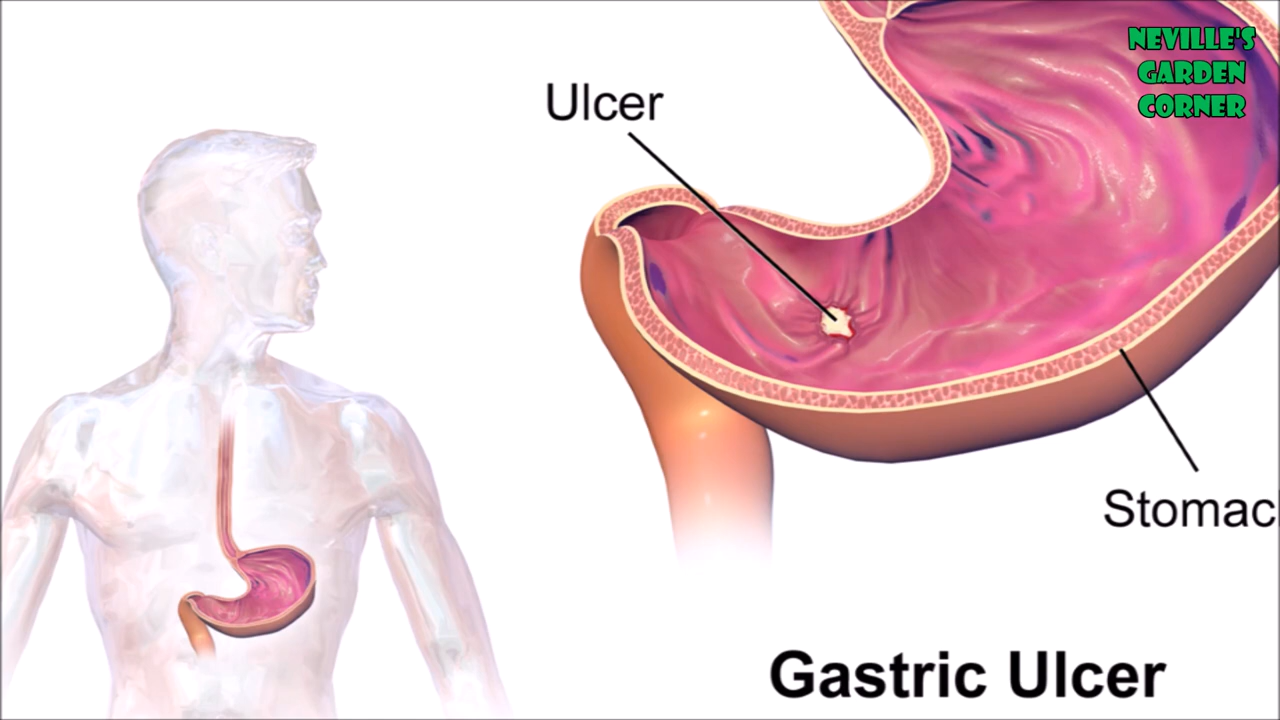 NEVILLE'S
GARDEN
CORNER
Ulcer
Stomac
Gastric Ulcer